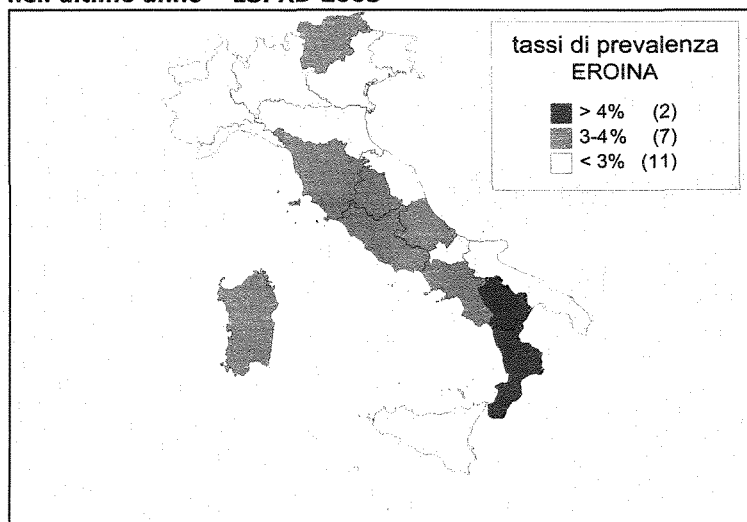 nell'ultimo anno – ESPAD 2003
tassi di prevalenza
EROINA
> 4% (2)
3-4% (7)
< 3% (11)